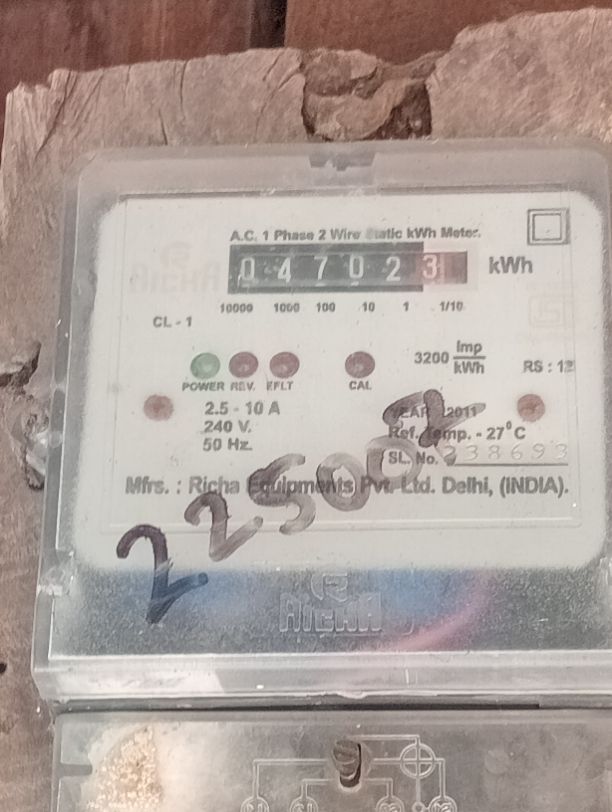 A.C. 1 Phase 2 Wire Static kWh Meter.
0 4 7 0 2 3 kWh
10000 1000 100 10 1 1/10
CL - 1
3200 Imp/kWh
RS : 12
POWER REV. EFLT CAL
2.5 - 10 A
240 V.
50 Hz.
YEAR 2011
Ref. Temp. - 27°C
SL. No. 238693
Mfrs. : Richa Equipments Pvt. Ltd. Delhi, (INDIA).
RICHA